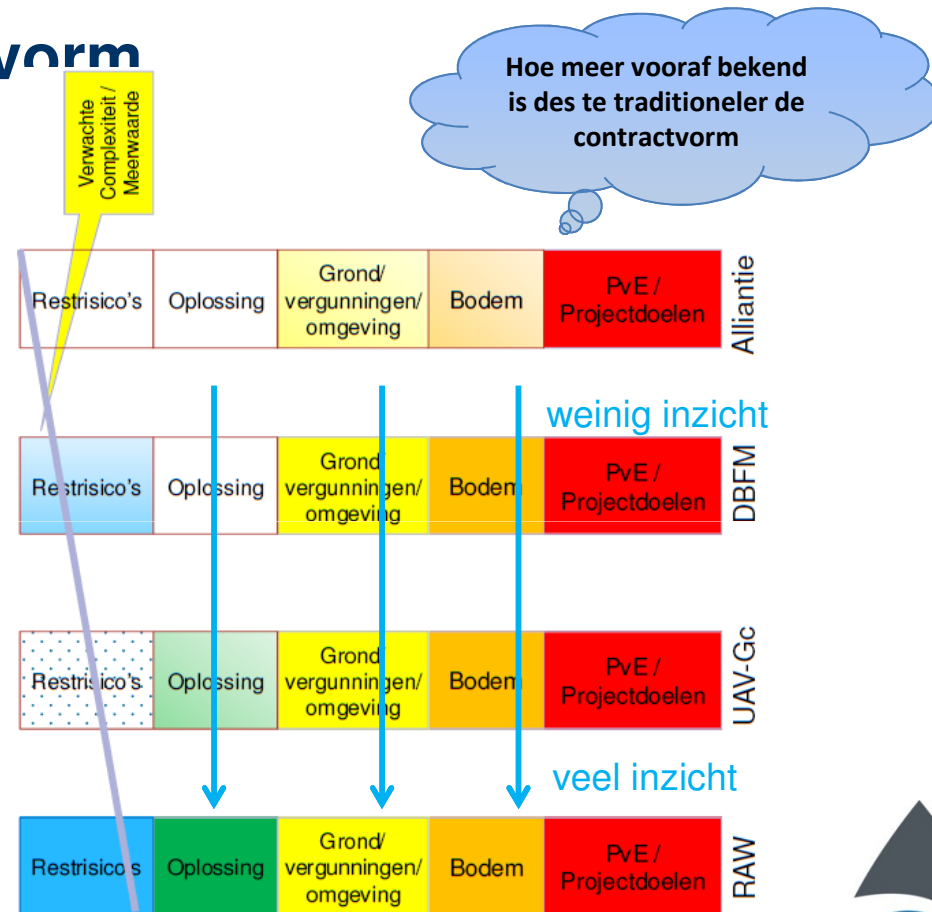 vorm
Verwachte
Complexiteit /
Meerwaarde
Hoe meer vooraf bekend
is des te traditioneler de
contractvorm
Restrisico's
Oplossing
Grond/
vergunningen/
omgeving
Bodem
PvE /
Projectdoelen
Alliantie
weinig inzicht
Restrisico's
Oplossing
Grond/
vergunningen/
omgeving
Bodem
PvE /
Projectdoelen
DBFM
Restrisico's
Oplossing
Grond/
vergunningen/
omgeving
Bodem
PvE /
Projectdoelen
UAV-Gc
veel inzicht
Restrisico's
Oplossing
Grond/
vergunningen/
omgeving
Bodem
PvE /
Projectdoelen
RAW